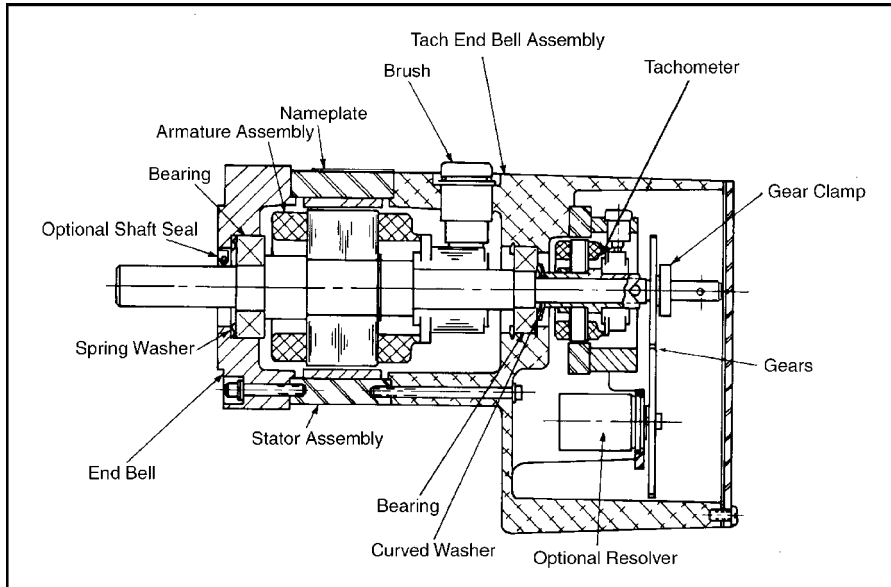 Tach End Bell Assembly
Brush
Tachometer
Nameplate
Armature Assembly
Bearing
Gear Clamp
Optional Shaft Seal
Spring Washer
Gears
Stator Assembly
End Bell
Bearing
Curved Washer
Optional Resolver